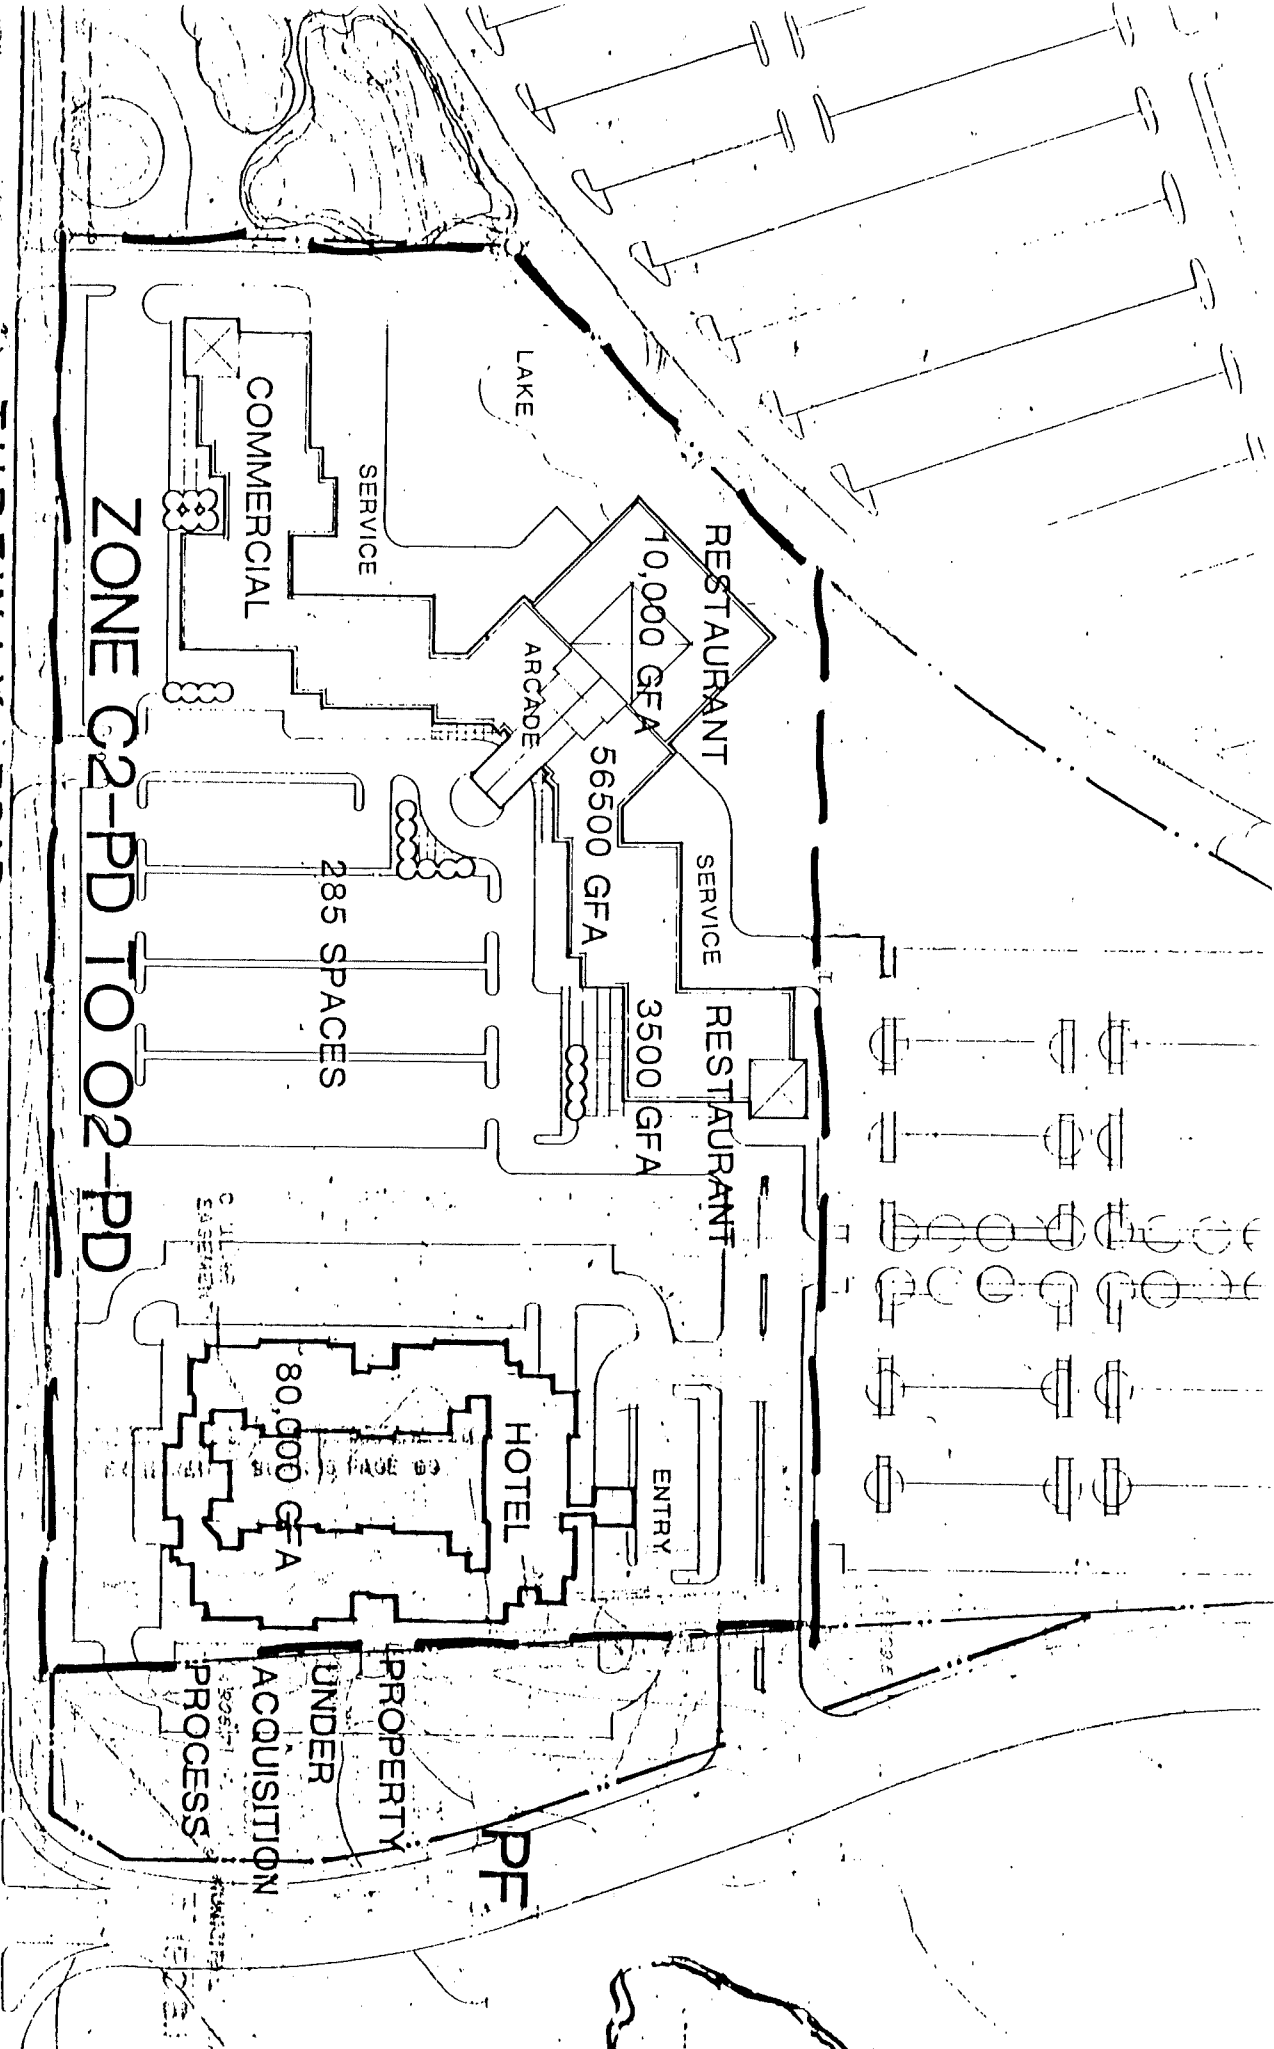 LAKE
RESTAURANT
10,000 GFA
SERVICE
COMMERCIAL
ARCADE
56500 GFA
SERVICE
RESTAURANT
3500 GFA
285 SPACES
ZONE C2-PD TO O2-PD
ENTRY
HOTEL
80,000 GFA
PROPERTY
UNDER
ACQUISITION
PROCESS
PF